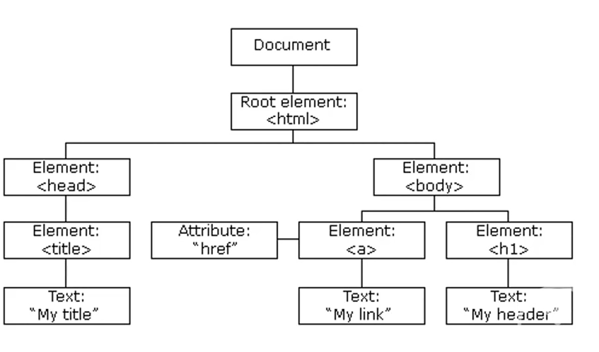 Document
Root element:
<html>
Element:
<head>
Element:
<body>
Element:
<title>
Attribute:
“href”
Element:
<a>
Element:
<h1>
Text:
“My title”
Text:
“My link”
Text:
“My header”